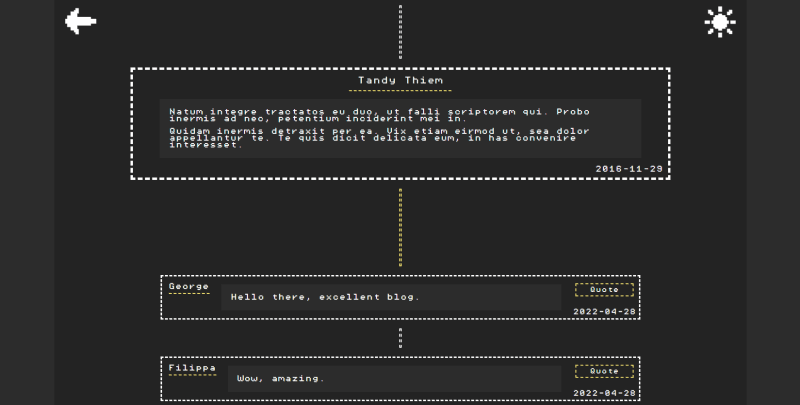 Tandy Thiem
Natum integre tractatos eu duo, ut falli scriptorem qui. Probo
inermis ad nec, petentium inciderint mei in.
Quidam inermis detraxit per ea. Vix etiam eirmod ut, sea dolor
appellantur te. Te quis dicit delicata eum, in has convenire
interesset.
2016-11-29
George
Hello there, excellent blog.
Quote
2022-04-28
Filippa
Wow, amazing.
Quote
2022-04-28